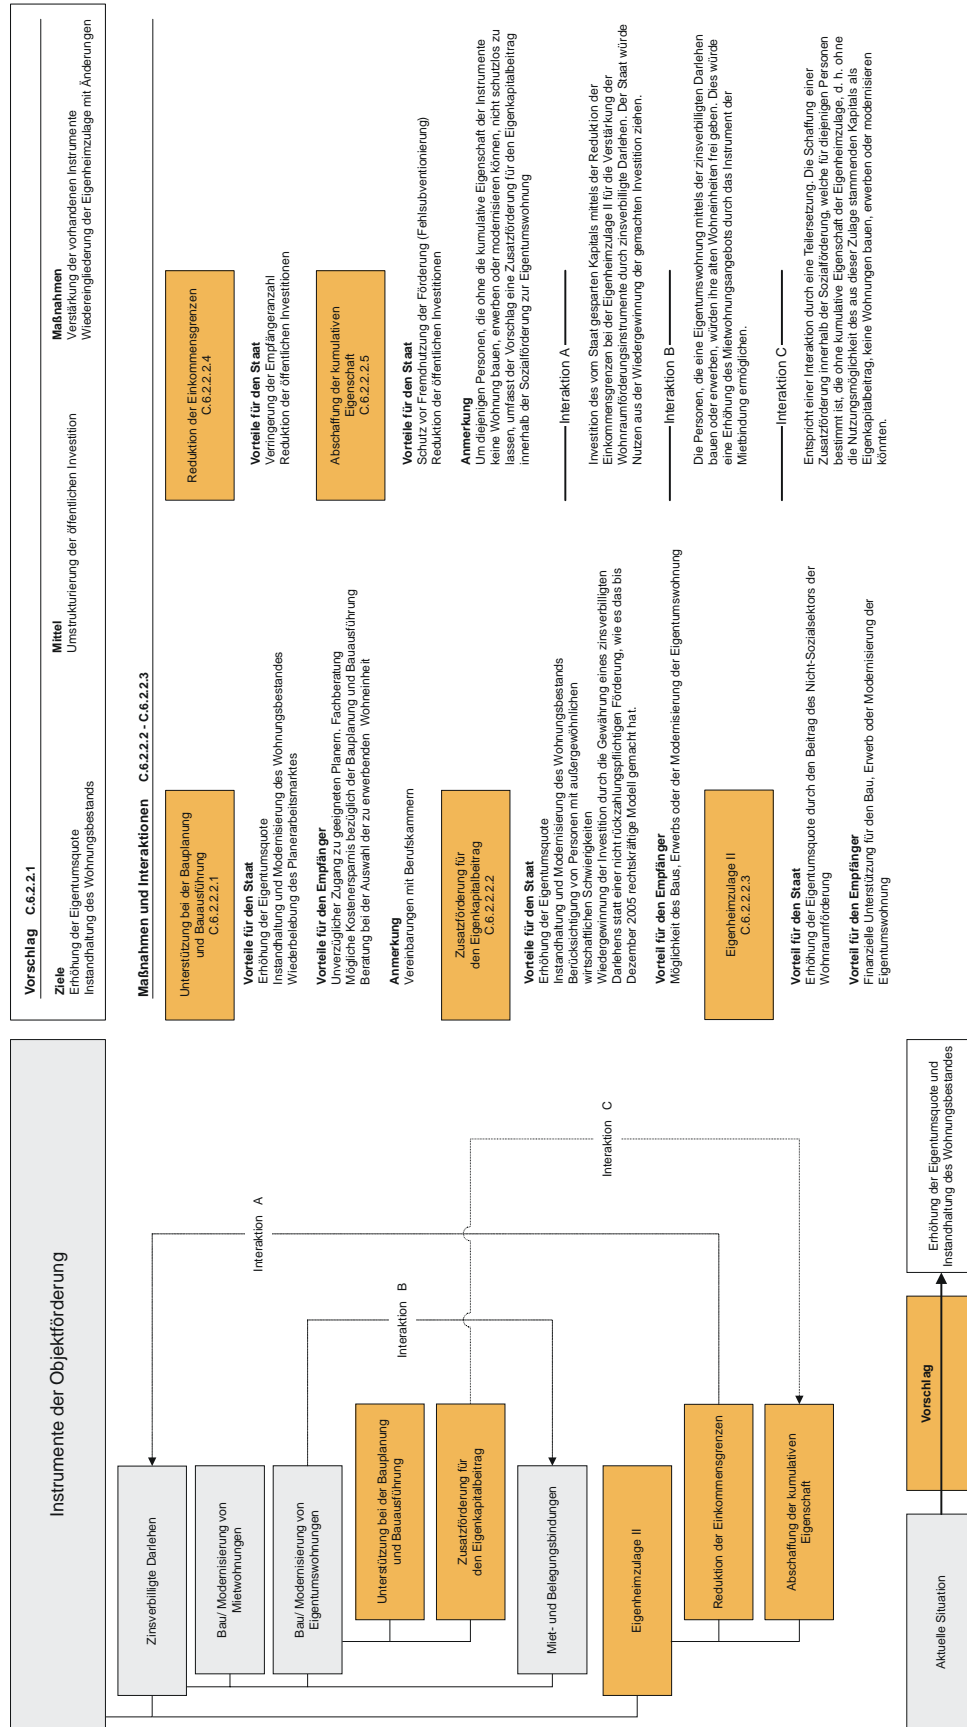 Instrumente der Objektförderung
Zinsverbilligte Darlehen
Bau/ Modernisierung von
Mietwohnungen
Bau/ Modernisierung von
Eigentumswohnungen
Unterstützung bei der Bauplanung
und Bauausführung
Zusatzförderung für
den Eigenkapitalbeitrag
Miet- und Belegungsbindungen
Eigenheimzulage II
Reduktion der Einkommensgrenzen
Abschaffung der kumulativen
Eigenschaft
Interaktion A
Interaktion B
Interaktion C
Aktuelle Situation
Vorschlag
Erhöhung der Eigentumsquote und
Instandhaltung des Wohnungsbestandes
Vorschlag C.6.2.2.1
Ziele
Erhöhung der Eigentumsquote
Instandhaltung des Wohnungsbestands
Mittel
Umstrukturierung der öffentlichen Investition
Maßnahmen
Verstärkung der vorhandenen Instrumente
Wiedereingliederung der Eigenheimzulage mit Änderungen
Maßnahmen und Interaktionen C.6.2.2.2 - C.6.2.2.3
Unterstützung bei der Bauplanung
und Bauausführung
C.6.2.2.2.1
Vorteile für den Staat
Erhöhung der Eigentumsquote
Instandhaltung und Modernisierung des Wohnungsbestandes
Wiederbelebung des Planerarbeitsmarktes
Vorteile für den Empfänger
Unverzüglicher Zugang zu geeigneten Planern. Fachberatung
Mögliche Kostenersparnis bezüglich der Bauplanung und Bauausführung
Beratung bei der Auswahl der zu erwerbenden Wohneinheit
Anmerkung
Vereinbarungen mit Berufskammern
Zusatzförderung für
den Eigenkapitalbeitrag
C.6.2.2.2.2
Vorteile für den Staat
Erhöhung der Eigentumsquote
Instandhaltung und Modernisierung des Wohnungsbestands
Berücksichtigung von Personen mit außergewöhnlichen
wirtschaftlichen Schwierigkeiten
Wiedergewinnung der Investition durch die Gewährung eines zinsverbilligten
Darlehens statt einer nicht rückzahlungspflichtigen Förderung, wie es das bis
Dezember 2005 rechtskräftige Modell gemacht hat.
Vorteil für den Empfänger
Möglichkeit des Baus, Erwerbs oder der Modernisierung der Eigentumswohnung
Eigenheimzulage II
C.6.2.2.2.3
Vorteil für den Staat
Erhöhung der Eigentumsquote durch den Beitrag des Nicht-Sozialsektors der
Wohnraumförderung
Vorteil für den Empfänger
Finanzielle Unterstützung für den Bau, Erwerb oder Modernisierung der
Eigentumswohnung
Reduktion der Einkommensgrenzen
C.6.2.2.2.4
Vorteile für den Staat
Verringerung der Empfängeranzahl
Reduktion der öffentlichen Investitionen
Abschaffung der kumulativen
Eigenschaft
C.6.2.2.2.5
Vorteile für den Staat
Schutz vor Fremdnutzung der Förderung (Fehlsubventionierung)
Reduktion der öffentlichen Investitionen
Anmerkung
Um diejenigen Personen, die ohne die kumulative Eigenschaft der Instrumente
keine Wohnung bauen, erwerben oder modernisieren können, nicht schutzlos zu
lassen, umfasst der Vorschlag eine Zusatzförderung für den Eigenkapitalbeitrag
innerhalb der Sozialförderung zur Eigentumswohnung
Interaktion A
Investition des vom Staat gesparten Kapitals mittels der Reduktion der
Einkommensgrenzen bei der Eigenheimzulage II für die Verstärkung der
Wohnraumförderungsinstrumente durch zinsverbilligte Darlehen. Der Staat würde
Nutzen aus der Wiedergewinnung der gemachten Investition ziehen.
Interaktion B
Die Personen, die eine Eigentumswohnung mittels der zinsverbilligten Darlehen
bauen oder erwerben, würden ihre alten Wohneinheiten frei geben. Dies würde
eine Erhöhung des Mietwohnungsangebots durch das Instrument der
Mietbindung ermöglichen.
Interaktion C
Entspricht einer Interaktion durch eine Teilersetzung. Die Schaffung einer
Zusatzförderung innerhalb der Sozialförderung, welche für diejenigen Personen
bestimmt ist, die ohne kumulative Eigenschaft der Eigenheimzulage, d. h. ohne
die Nutzungsmöglichkeit des aus dieser Zulage stammenden Kapitals als
Eigenkapitalbeitrag, keine Wohnungen bauen, erwerben oder modernisieren
könnten.